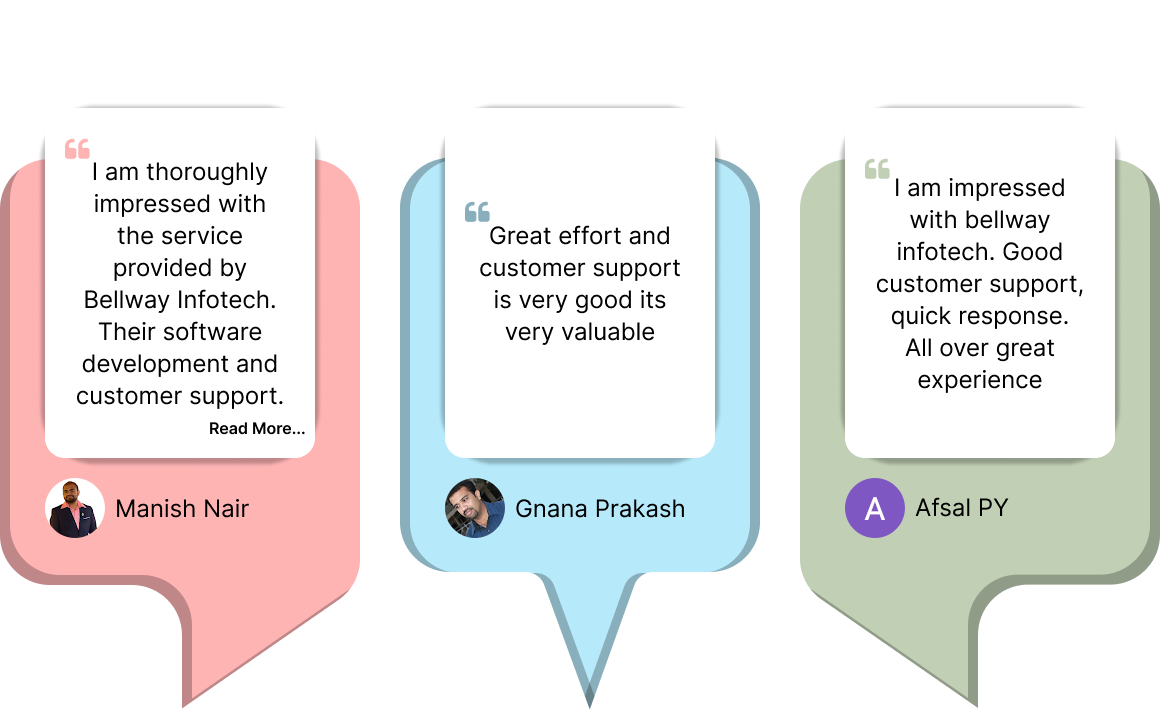 I am thoroughly
impressed with
the service
provided by
Bellway Infotech.
Their software
development and
customer support.
Read More...
Manish Nair
Great effort and
customer support
is very good its
very valuable
Gnana Prakash
I am impressed
with bellway
infotech. Good
customer support,
quick response.
All over great
experience
A
Afsal PY